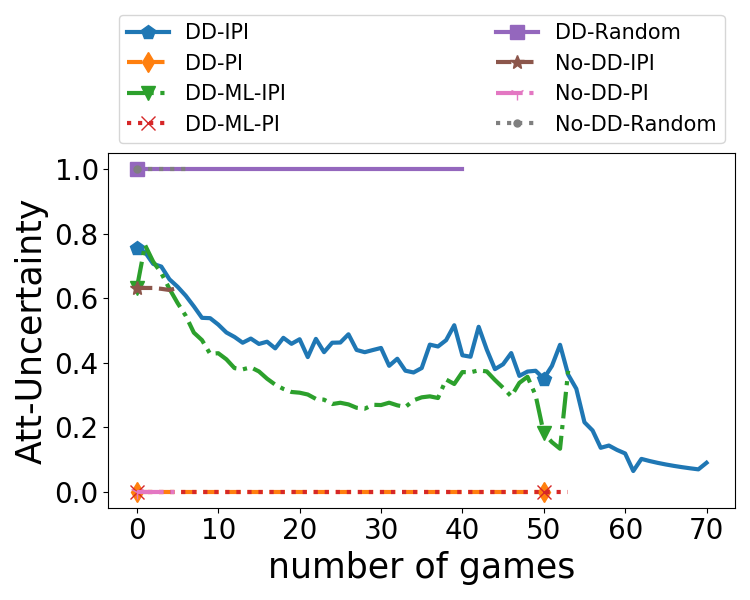 DD-IPI
DD-PI
DD-ML-IPI
DD-ML-PI
DD-Random
No-DD-IPI
No-DD-PI
No-DD-Random
Att-Uncertainty
1.0
0.8
0.6
0.4
0.2
0.0
0 10 20 30 40 50 60 70
number of games